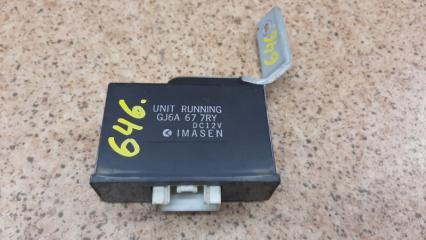 646.
UNIT RUNNING
GJ6A 67 7RY
DC12V
IMASEN
646